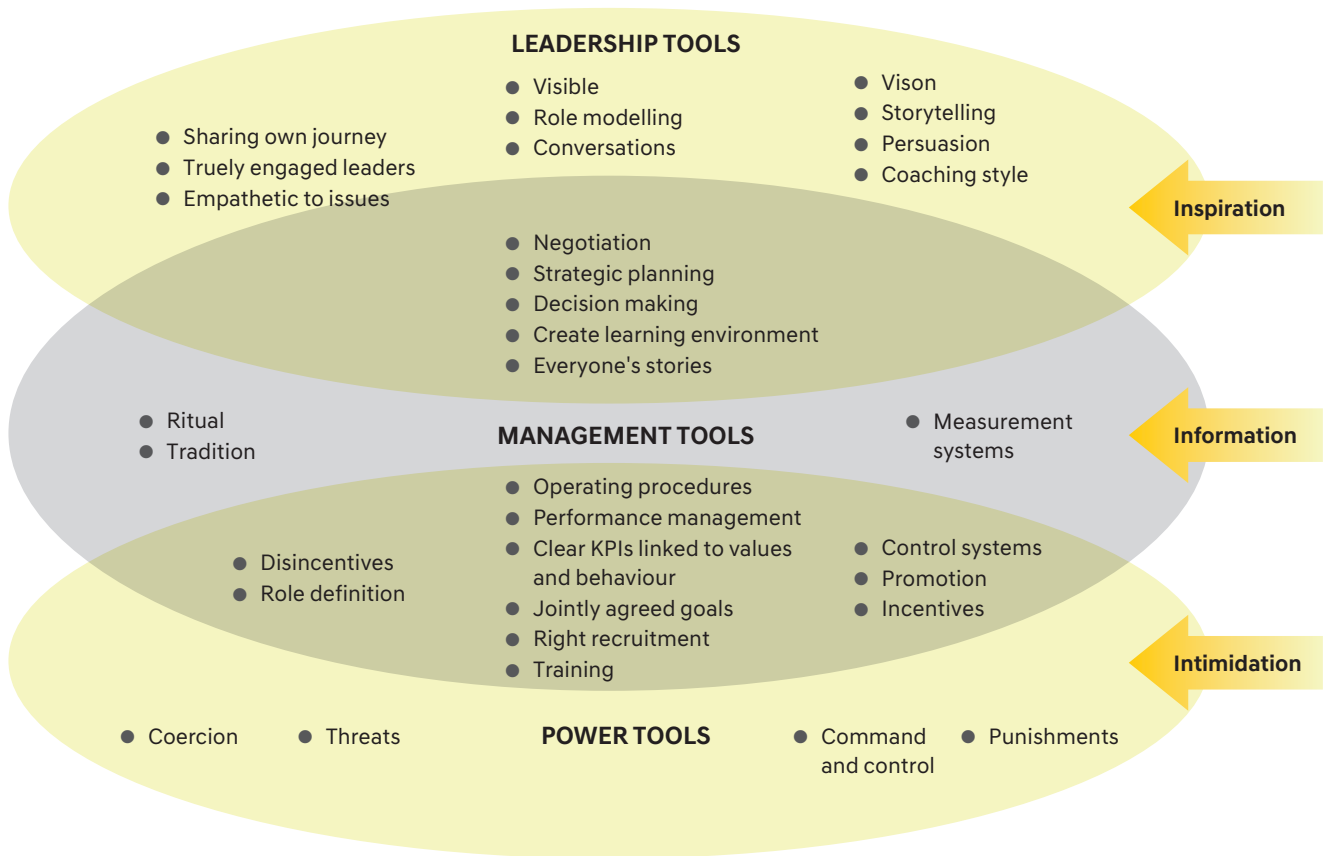 LEADERSHIP TOOLS
● Sharing own journey
● Truely engaged leaders
● Empathetic to issues
● Visible
● Role modelling
● Conversations
● Vison
● Storytelling
● Persuasion
● Coaching style
Inspiration
● Negotiation
● Strategic planning
● Decision making
● Create learning environment
● Everyone's stories
● Ritual
● Tradition
MANAGEMENT TOOLS
● Measurement
systems
Information
● Disincentives
● Role definition
● Operating procedures
● Performance management
● Clear KPIs linked to values
and behaviour
● Jointly agreed goals
● Right recruitment
● Training
● Control systems
● Promotion
● Incentives
Intimidation
● Coercion
● Threats
POWER TOOLS
● Command
and control
● Punishments